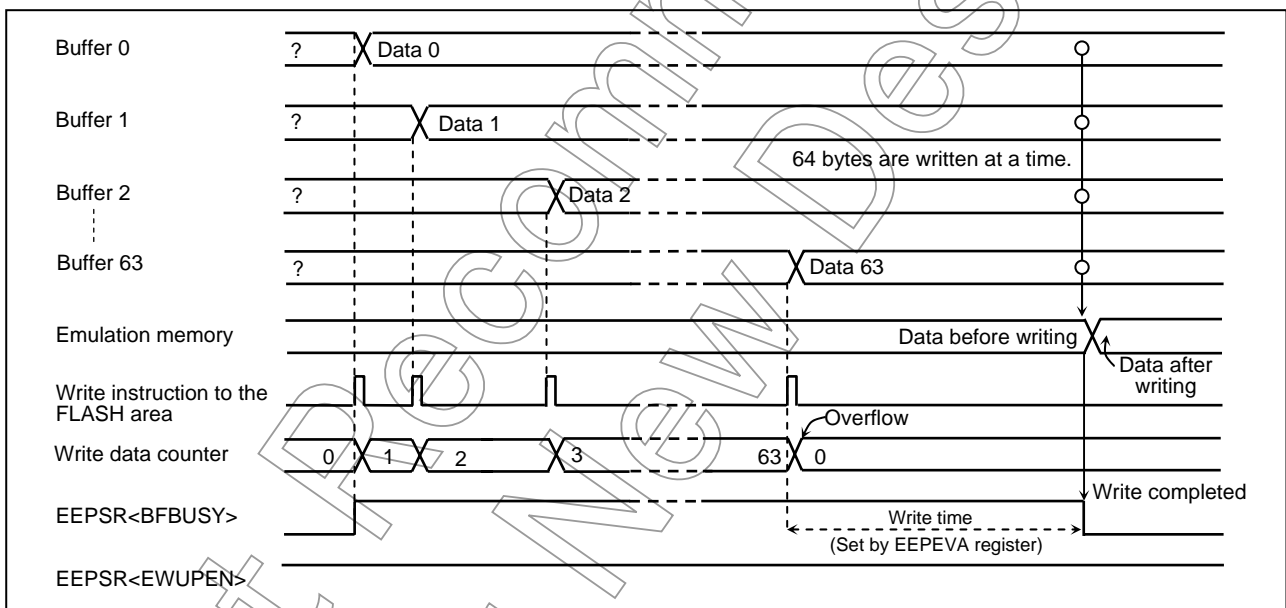 Buffer 0 ? Data 0
Buffer 1 ? Data 1
64 bytes are written at a time.
Buffer 2 ? Data 2
Buffer 63 ? Data 63
Emulation memory Data before writing
Data after
writing
Write instruction to the
FLASH area
Overflow
Write data counter 0 1 2 3 63 0
Write completed
EEPSR<BFBUSY> Write time
(Set by EEPEVA register)
EEPSR<EWUPEN>